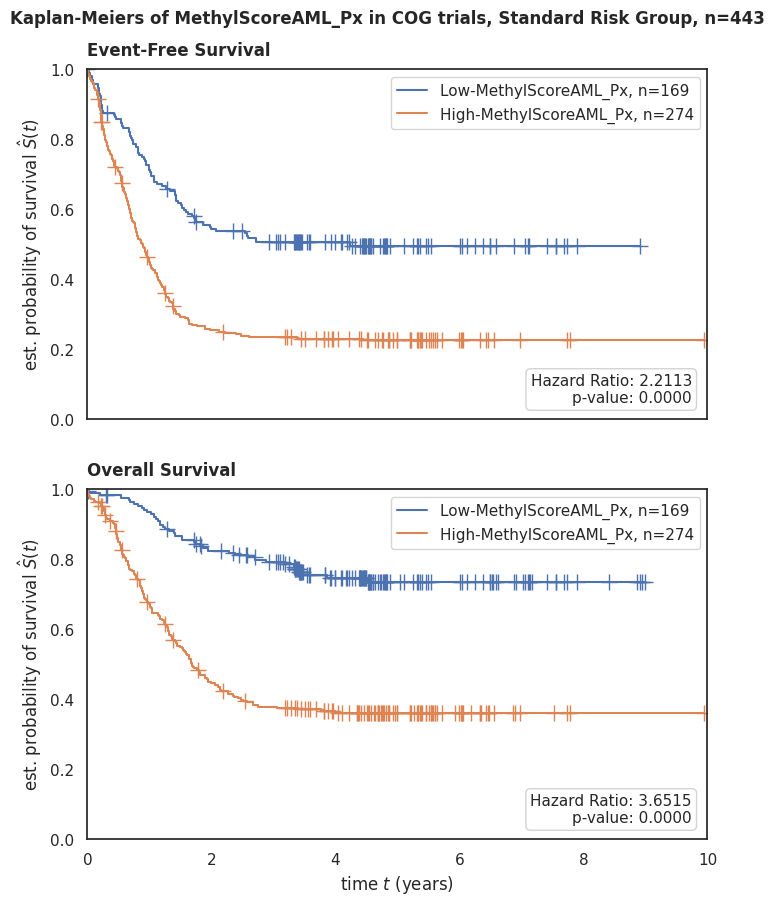 Kaplan-Meiers of MethylScoreAML_Px in COG trials, Standard Risk Group, n=443
Event-Free Survival
1.0
0.8
0.6
0.4
0.2
0.0
est. probability of survival Ŝ(t)
Low-MethylScoreAML_Px, n=169
High-MethylScoreAML_Px, n=274
Hazard Ratio: 2.2113
p-value: 0.0000
Overall Survival
1.0
0.8
0.6
0.4
0.2
0.0
est. probability of survival Ŝ(t)
Low-MethylScoreAML_Px, n=169
High-MethylScoreAML_Px, n=274
Hazard Ratio: 3.6515
p-value: 0.0000
0 2 4 6 8 10
time t (years)